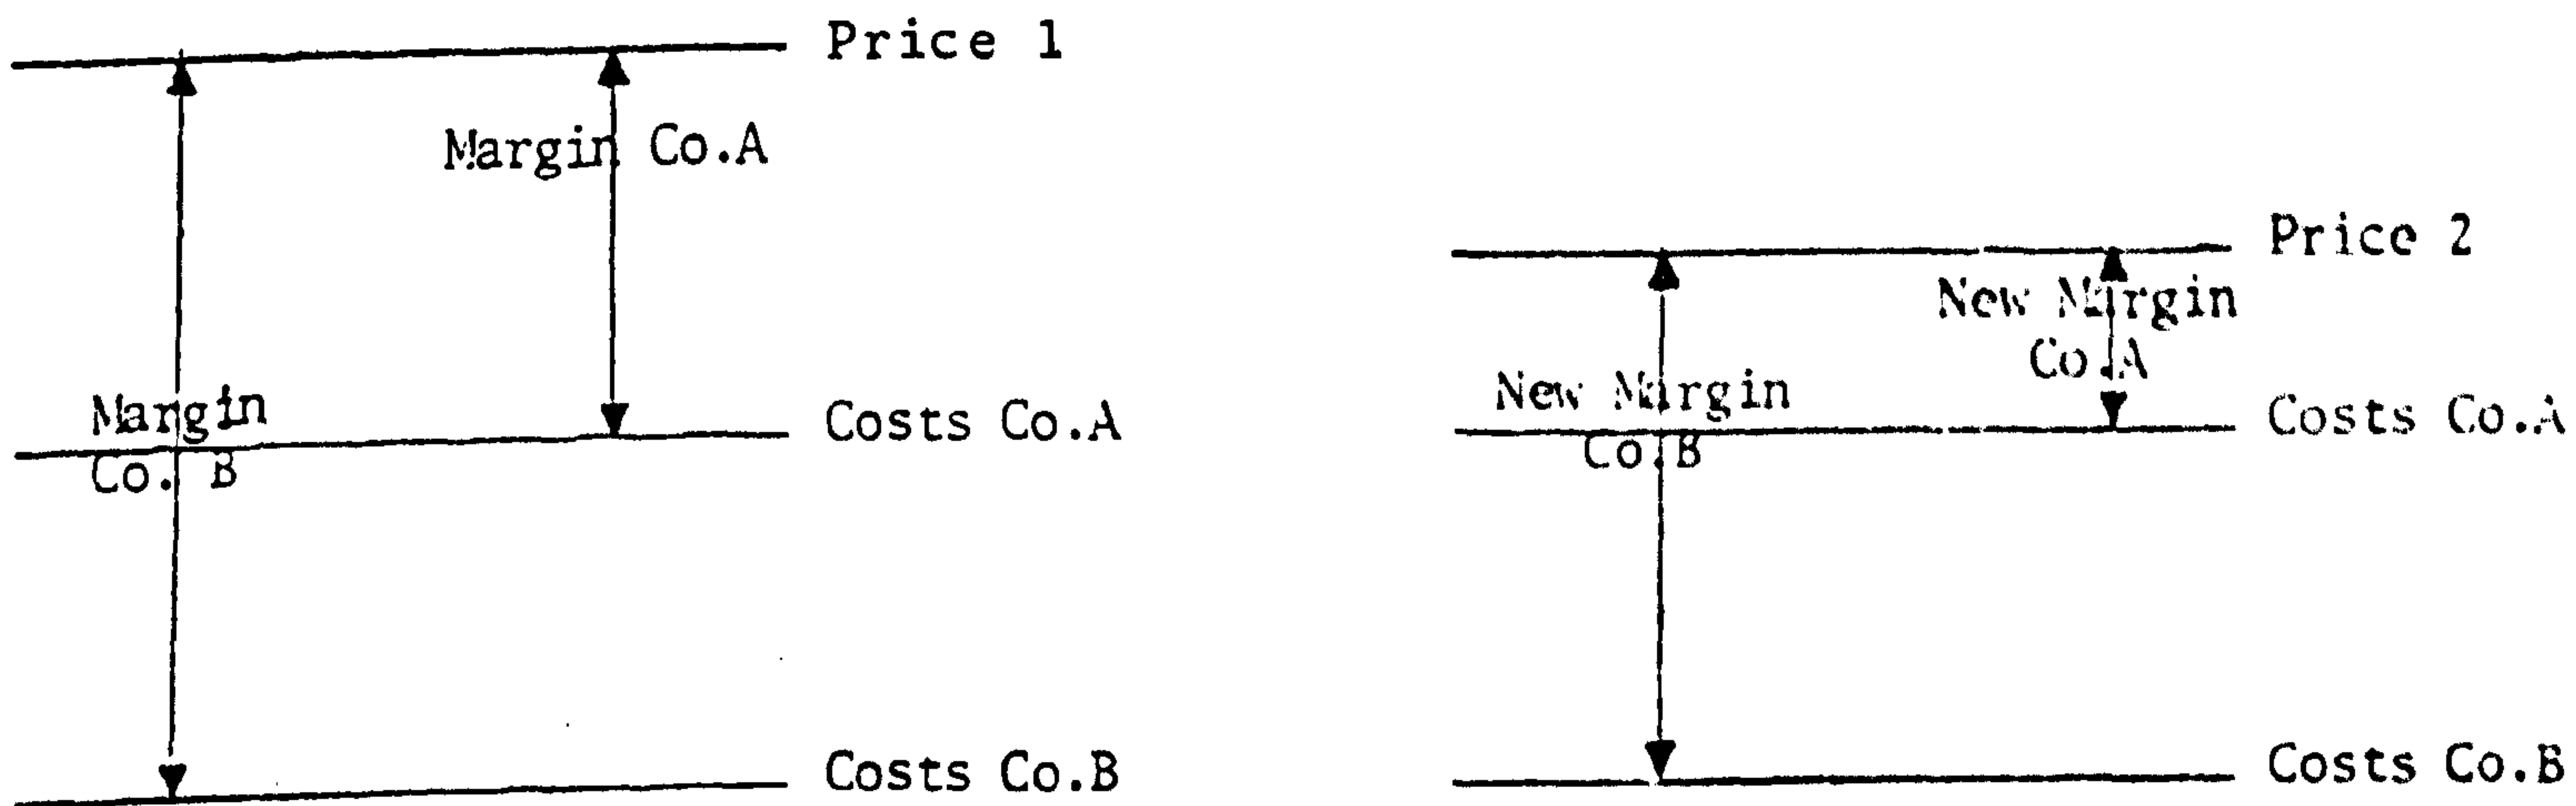 Price 1
Margin Co.A
Margin
Co. B
Costs Co.A
Costs Co.B
Price 2
New Margin
Co.A
New Margin
Co.B
Costs Co.A
Costs Co.B